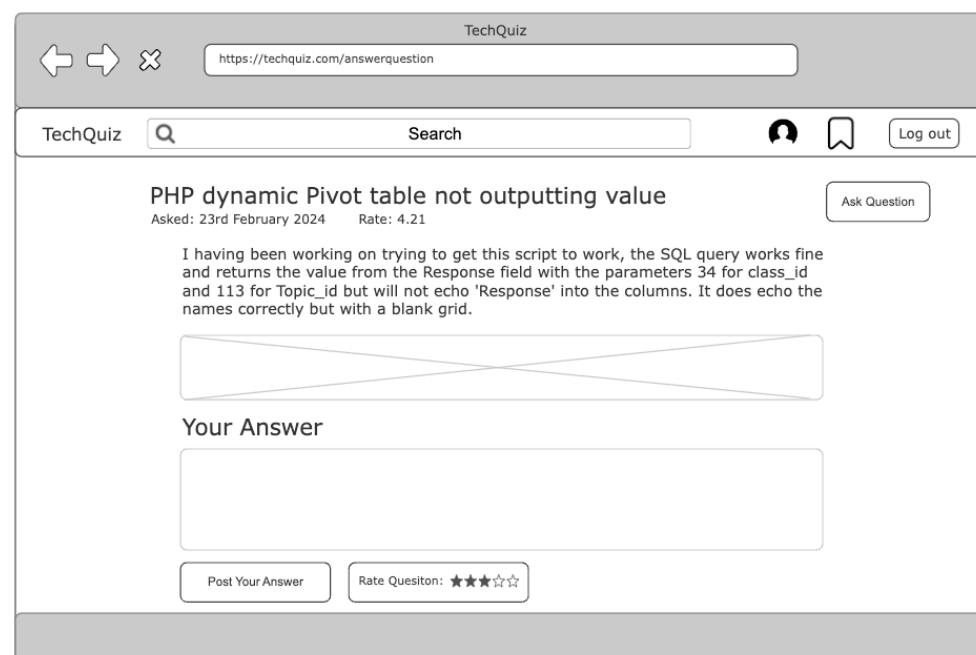 TechQuiz
https://techquiz.com/answerquestion
TechQuiz
Search
Log out
PHP dynamic Pivot table not outputting value
Ask Question
Asked: 23rd February 2024 Rate: 4.21
I having been working on trying to get this script to work, the SQL query works fine
and returns the value from the Response field with the parameters 34 for class_id
and 113 for Topic_id but will not echo 'Response' into the columns. It does echo the
names correctly but with a blank grid.
Your Answer
Post Your Answer
Rate Quesiton: ★★★☆☆